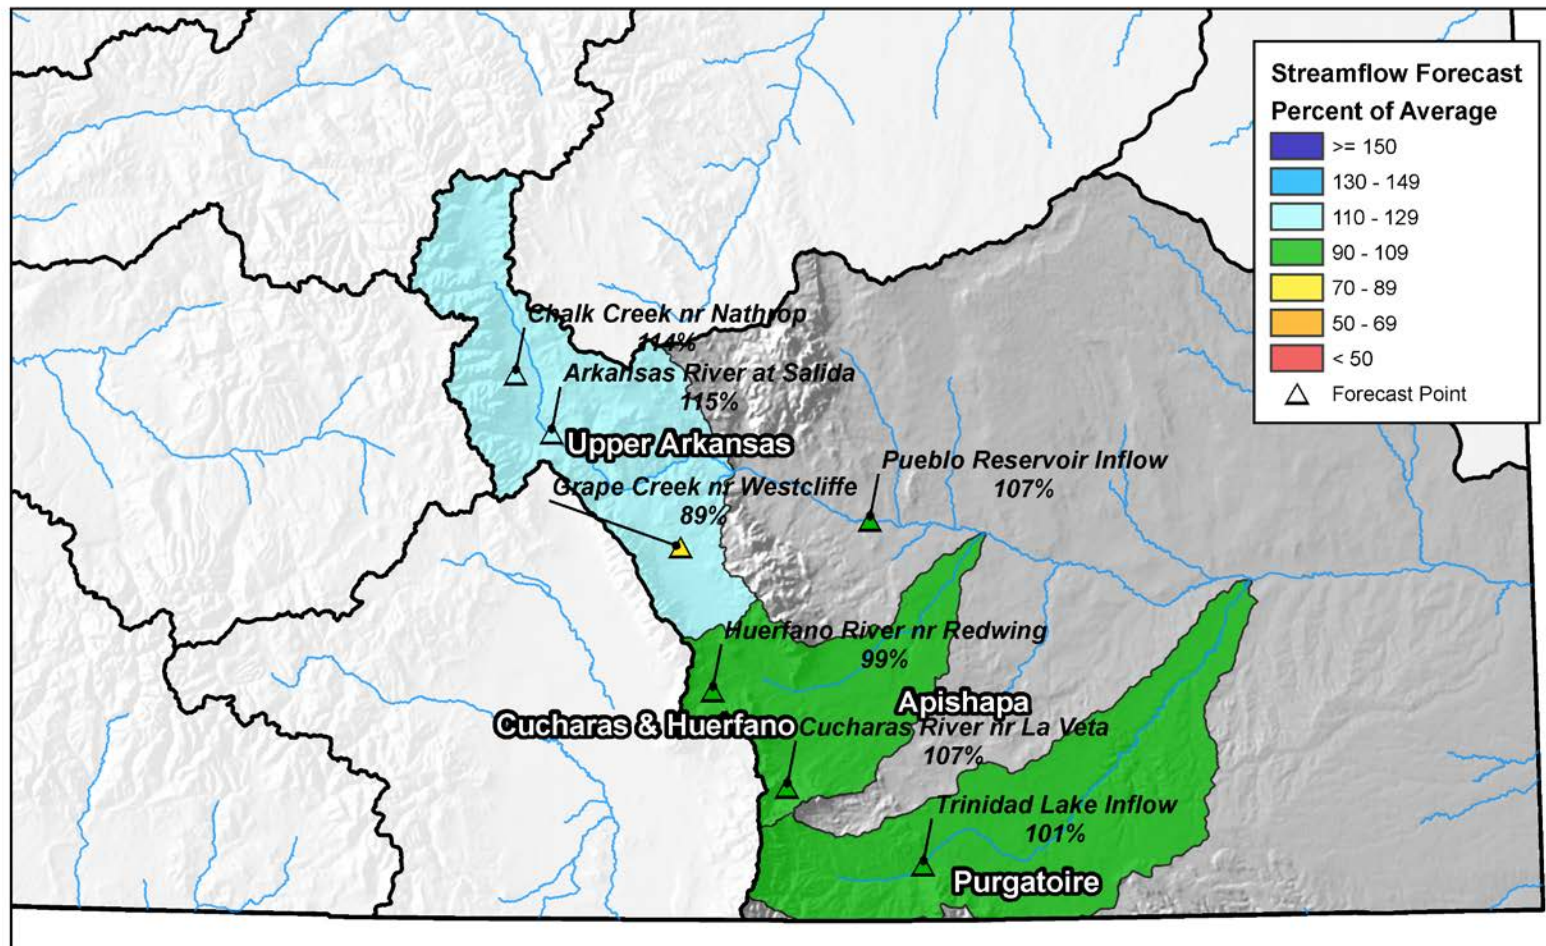 Streamflow Forecast
Percent of Average
>= 150
130 - 149
110 - 129
90 - 109
70 - 89
50 - 69
< 50
Forecast Point
Chalk Creek nr Nathrop
114%
Arkansas River at Salida
115%
Upper Arkansas
Pueblo Reservoir Inflow
107%
Grape Creek nr Westcliffe
89%
Huerfano River nr Redwing
99%
Apishapa
Cucharas & Huerfano
Cucharas River nr La Veta
107%
Trinidad Lake Inflow
101%
Purgatoire